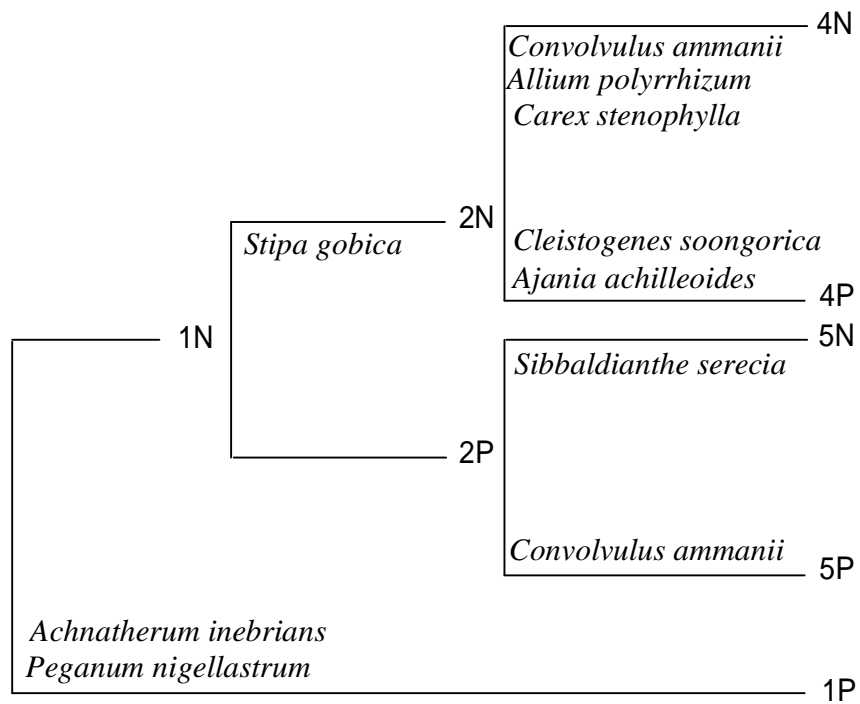 4N
Convolvulus ammanii
Allium polyrrhizum
Carex stenophylla
2N
Stipa gobica
Cleistogenes soongorica
Ajania achilleoides
4P
1N
5N
Sibbaldianthe serecia
2P
Convolvulus ammanii
5P
Achnatherum inebrians
Peganum nigellastrum
1P